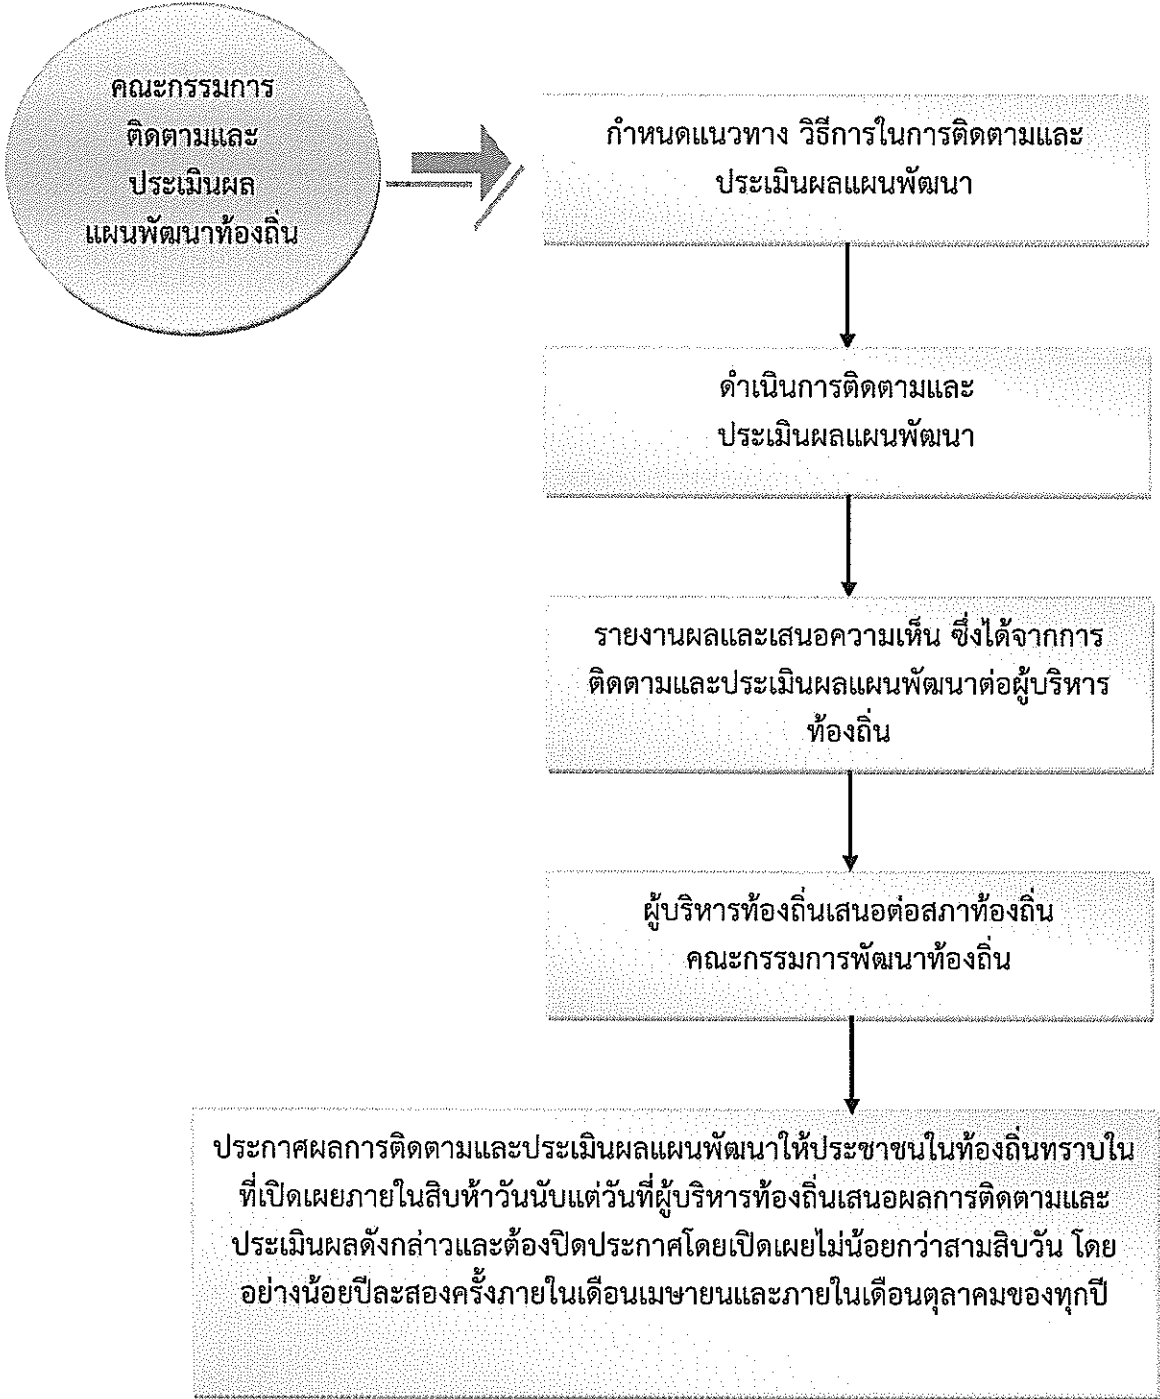 คณะกรรมการ
ติดตามและ
ประเมินผล
แผนพัฒนาท้องถิ่น
กำหนดแนวทาง วิธีการในการติดตามและ
ประเมินผลแผนพัฒนา
ดำเนินการติดตามและ
ประเมินผลแผนพัฒนา
รายงานผลและเสนอความเห็น ซึ่งได้จากการ
ติดตามและประเมินผลแผนพัฒนาต่อผู้บริหาร
ท้องถิ่น
ผู้บริหารท้องถิ่นเสนอต่อสภาท้องถิ่น
คณะกรรมการพัฒนาท้องถิ่น
ประกาศผลการติดตามและประเมินผลแผนพัฒนาให้ประชาชนในท้องถิ่นทราบใน
ที่เปิดเผยภายในสิบห้าวันนับแต่วันที่ผู้บริหารท้องถิ่นเสนอผลการติดตามและ
ประเมินผลดังกล่าวและต้องปิดประกาศโดยเปิดเผยไม่น้อยกว่าสามสิบวัน โดย
อย่างน้อยปีละสองครั้งภายในเดือนเมษายนและภายในเดือนตุลาคมของทุกปี